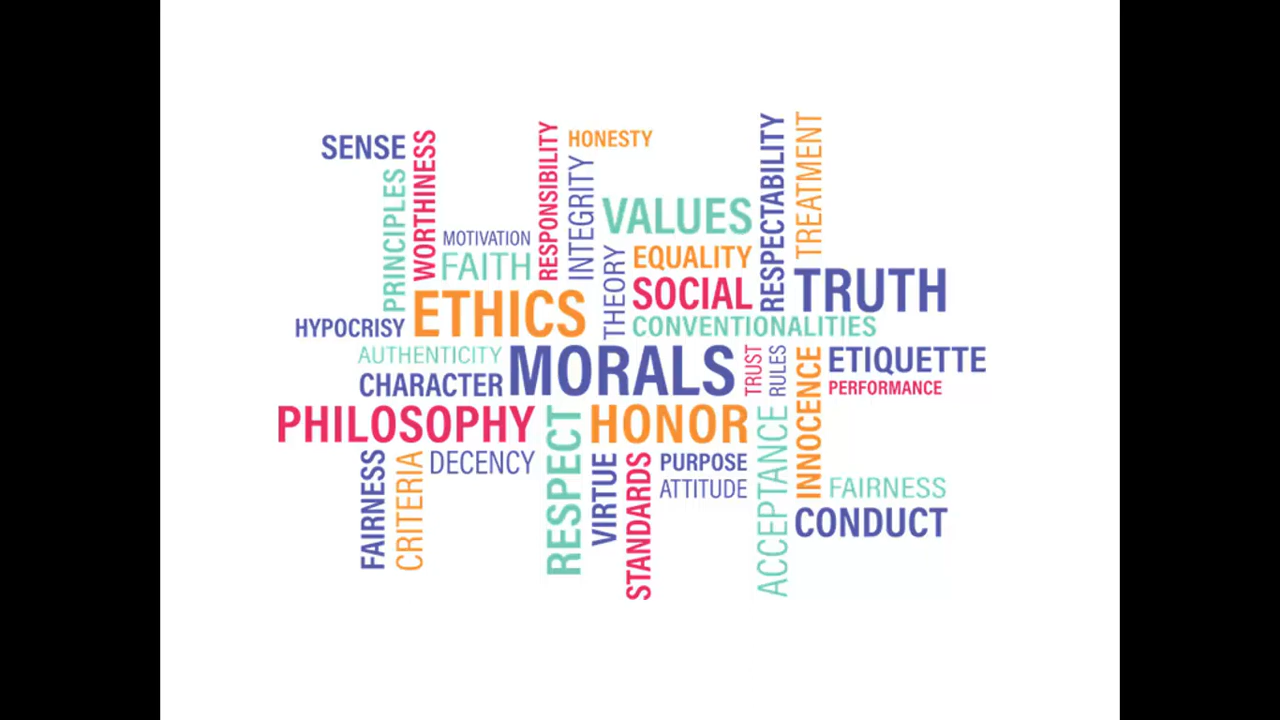 SENSE
PRINCIPLES
WORTHINESS
MOTIVATION
FAITH
RESPONSIBILITY
HONESTY
INTEGRITY
VALUES
THEORY
EQUALITY
SOCIAL
RESPECTABILITY
TREATMENT
TRUTH
HYPOCRISY
ETHICS
CONVENTIONALITIES
AUTHENTICITY
CHARACTER
MORALS
TRUST
RULES
INNOCENCE
ETIQUETTE
PERFORMANCE
PHILOSOPHY
RESPECT
HONOR
ACCEPTANCE
FAIRNESS
CRITERIA
DECENCY
VIRTUE
STANDARDS
PURPOSE
ATTITUDE
FAIRNESS
CONDUCT